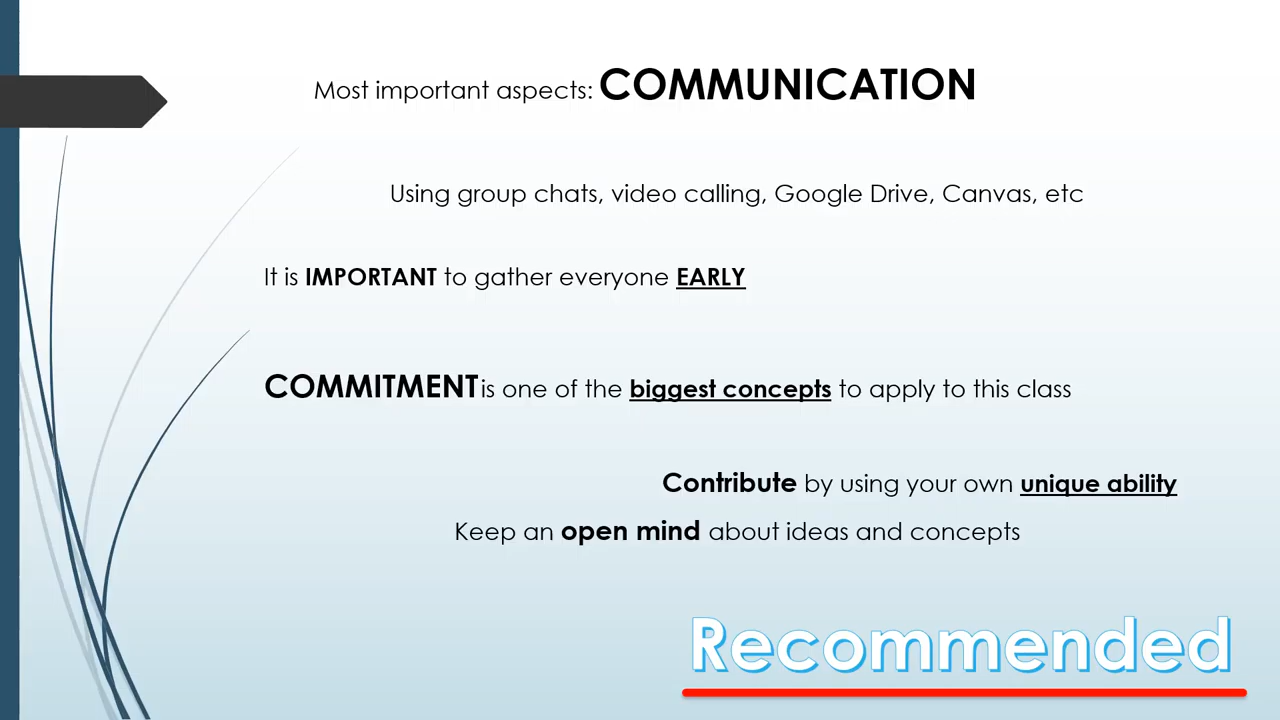 Most important aspects: COMMUNICATION
Using group chats, video calling, Google Drive, Canvas, etc
It is IMPORTANT to gather everyone EARLY
COMMITMENT is one of the biggest concepts to apply to this class
Contribute by using your own unique ability
Keep an open mind about ideas and concepts
Recommended